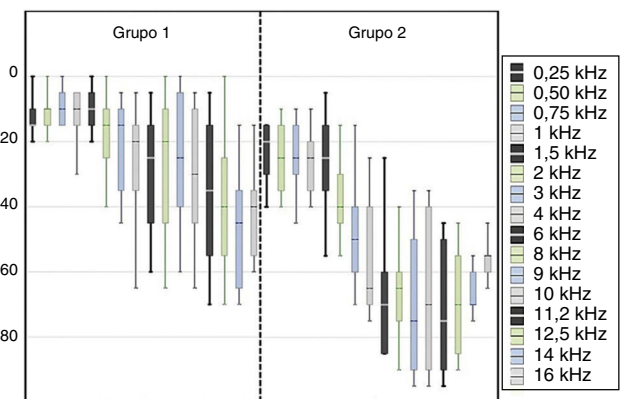 Grupo 1
Grupo 2
0
20
40
60
80
0,25 kHz
0,50 kHz
0,75 kHz
1 kHz
1,5 kHz
2 kHz
3 kHz
4 kHz
6 kHz
8 kHz
9 kHz
10 kHz
11,2 kHz
12,5 kHz
14 kHz
16 kHz